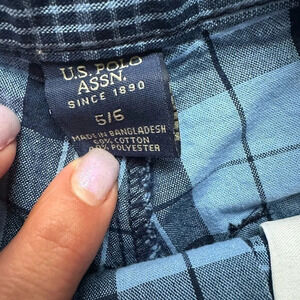 U.S. POLO
ASSN.
SINCE 1890
5/6
MADE IN BANGLADESH
60% COTTON
40% POLYESTER